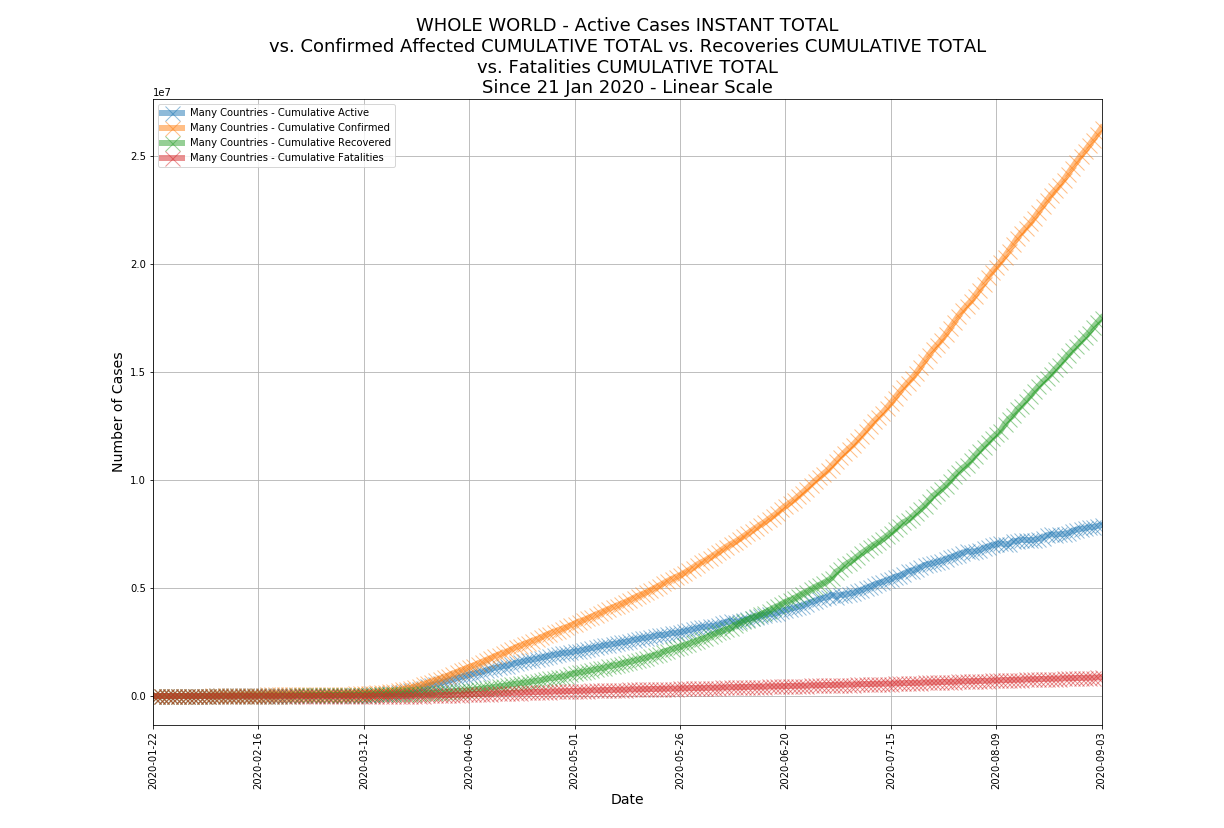 WHOLE WORLD - Active Cases INSTANT TOTAL
vs. Confirmed Affected CUMULATIVE TOTAL vs. Recoveries CUMULATIVE TOTAL
vs. Fatalities CUMULATIVE TOTAL
Since 21 Jan 2020 - Linear Scale
1e7
Many Countries - Cumulative Active
Many Countries - Cumulative Confirmed
Many Countries - Cumulative Recovered
Many Countries - Cumulative Fatalities
2.5
2.0
1.5
1.0
0.5
0.0
Number of Cases
2020-01-22
2020-02-16
2020-03-12
2020-04-06
2020-05-01
2020-05-26
2020-06-20
2020-07-15
2020-08-09
2020-09-03
Date